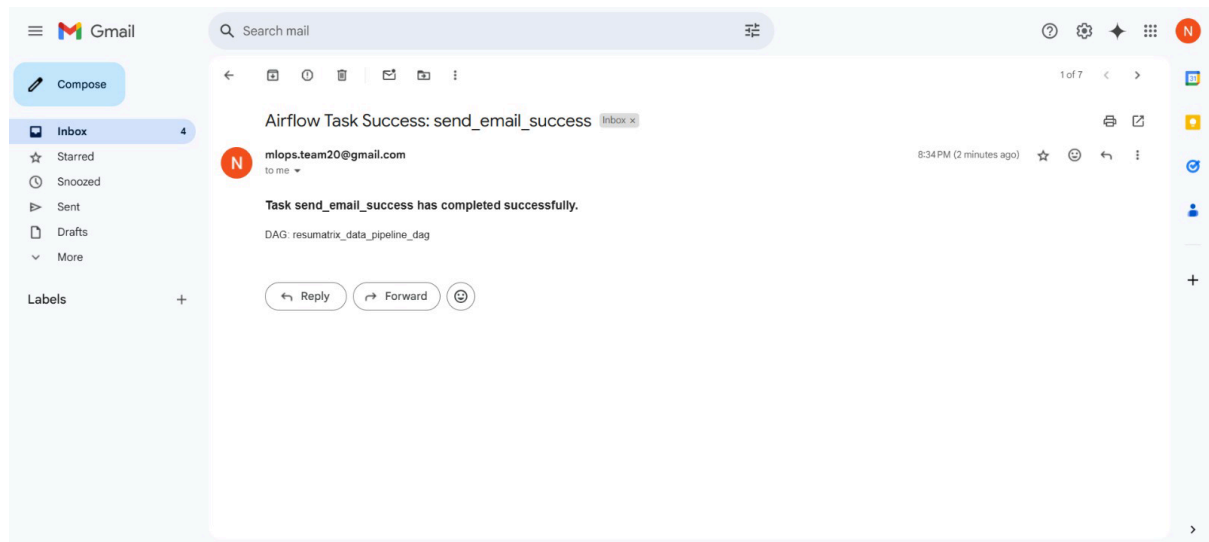 Gmail
Search mail
N
Compose
1 of 7
31
Airflow Task Success: send_email_success Inbox x
Inbox 4
Starred
N
mlops.team20@gmail.com
8:34 PM (2 minutes ago)
to me
Snoozed
Sent
Task send_email_success has completed successfully.
Drafts
DAG: resumatrix_data_pipeline_dag
More
Labels
Reply
Forward